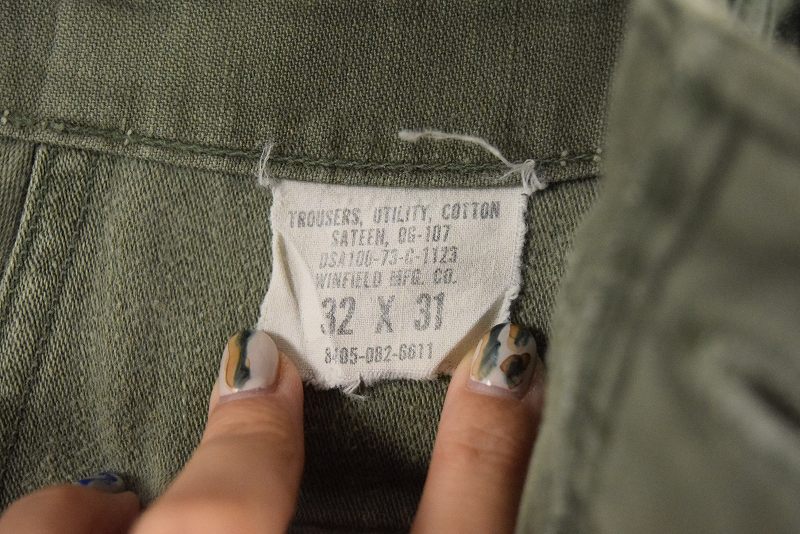 TROUSERS, UTILITY, COTTON
SATEEN, OG-107
DSA100-73-C-1123
WINFIELD MFG. CO.
32 X 31
8405-082-6611